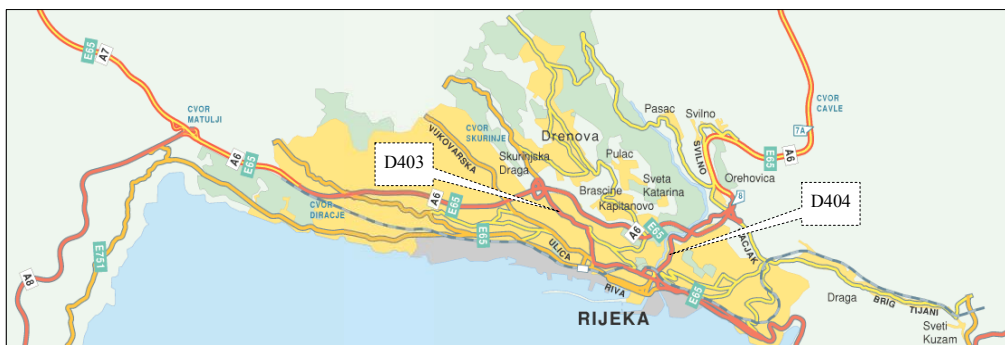 E65
A7
CVOR
MATULJI
A6
E65
CVOR
DIRACJE
VUKOVARSKA
CVOR
SKURINJE
Skurinjska
Draga
Drenova
D403
Pulac
Brascine
Kapitanovo
Sveta
Katarina
Pasac
Svilno
SVILNO
Orehovica
8
7A
CVOR
CAVLE
E65
A6
D404
A6
E65
E65
A6
E65
ULICA
RIVA
RIJEKA
E65
Draga
BRIG
TIJANI
Sveti
Kuzam
E751
A8